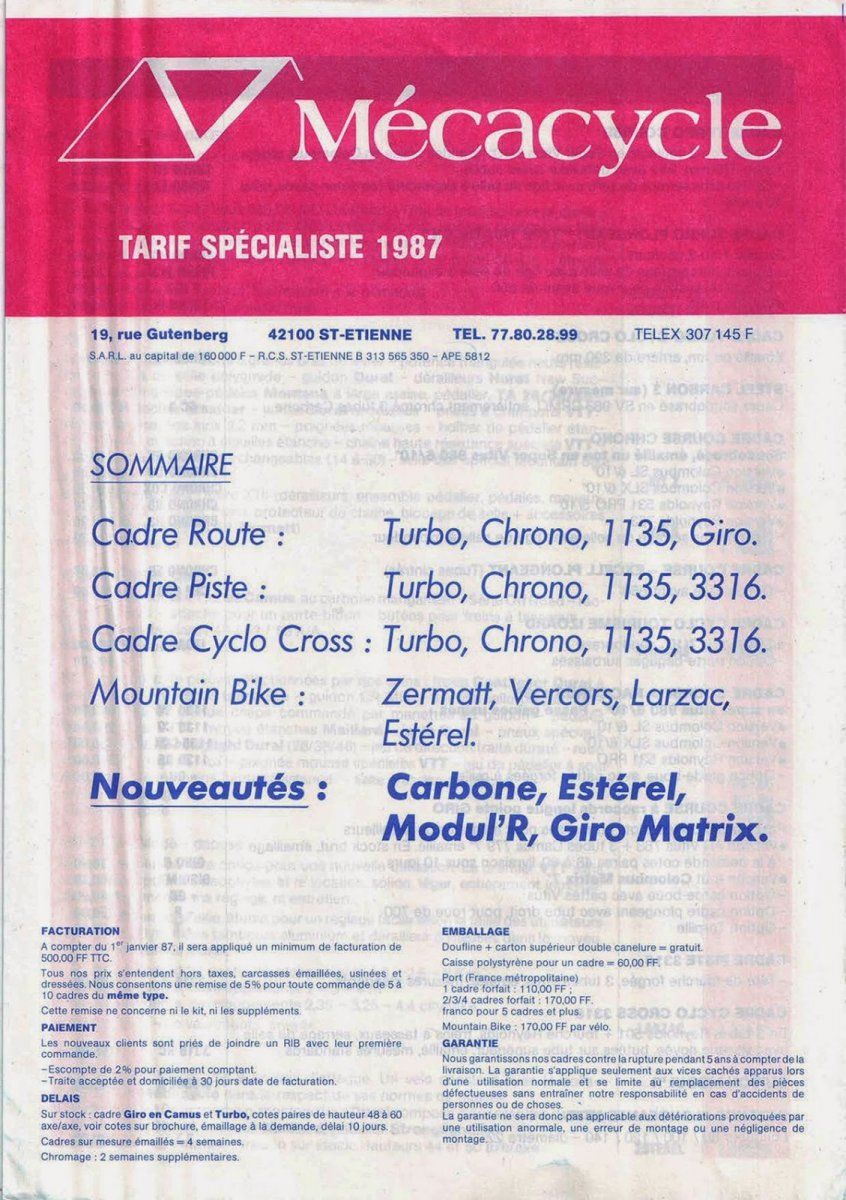 Mécacycle
TARIF SPÉCIALISTE 1987
19, rue Gutenberg 42100 ST-ETIENNE TEL. 77.80.28.99 TELEX 307 145 F
S.A.R.L. au capital de 160 000 F – R.C.S. ST-ETIENNE B 313 565 350 – APE 5812
SOMMAIRE
Cadre Route : Turbo, Chrono, 1135, Giro.
Cadre Piste : Turbo, Chrono, 1135, 3316.
Cadre Cyclo Cross : Turbo, Chrono, 1135, 3316.
Mountain Bike : Zermatt, Vercors, Larzac,
Estérel.
Nouveautés : Carbone, Estérel,
Modul'R, Giro Matrix.
FACTURATION
A compter du 1er janvier 87, il sera appliqué un minimum de facturation de
500,00 FF TTC.
Tous nos prix s'entendent hors taxes, carcasses émaillées, usinées et
dressées. Nous consentons une remise de 5% pour toute commande de 5 à
10 cadres du même type.
Cette remise ne concerne ni le kit, ni les suppléments.
PAIEMENT
Les nouveaux clients sont priés de joindre un RIB avec leur première
commande.
–Escompte de 2% pour paiement comptant.
–Traite acceptée et domiciliée à 30 jours date de facturation.
DELAIS
Sur stock : cadre Giro en Camus et Turbo, cotes paires de hauteur 48 à 60
axe/axe, voir cotes sur brochure, émaillage à la demande, délai 10 jours.
Cadres sur mesure émaillés = 4 semaines.
Chromage : 2 semaines supplémentaires.
EMBALLAGE
Doufline + carton supérieur double canelure = gratuit.
Caisse polystyrène pour un cadre = 60,00 FF.
Port (France métropolitaine)
1 cadre forfait : 110,00 FF ;
2/3/4 cadres forfait : 170,00 FF.
franco pour 5 cadres et plus.
Mountain Bike : 170,00 FF par vélo.
GARANTIE
Nous garantissons nos cadres contre la rupture pendant 5 ans à compter de la
livraison. La garantie s'applique seulement aux vices cachés apparus lors
d'une utilisation normale et se limite au remplacement des pièces
défectueuses sans entraîner notre responsabilité en cas d'accidents de
personnes ou de choses.
La garantie ne sera donc pas applicable aux détériorations provoquées par
une utilisation anormale, une erreur de montage ou une négligence de
montage.